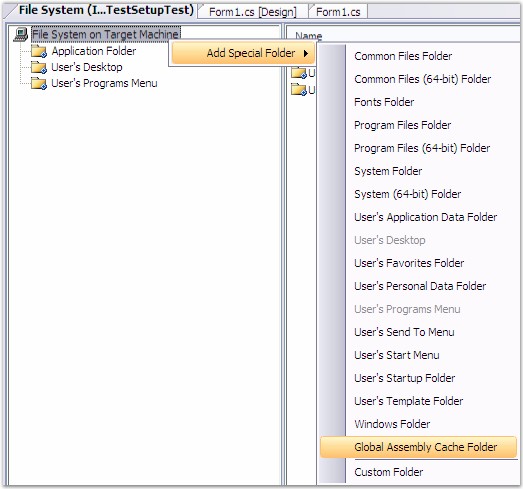 File System (I...TestSetupTest)
Form1.cs [Design]
Form1.cs
File System on Target Machine
Application Folder
User's Desktop
User's Programs Menu
Add Special Folder
Name
U
U
Common Files Folder
Common Files (64-bit) Folder
Fonts Folder
Program Files Folder
Program Files (64-bit) Folder
System Folder
System (64-bit) Folder
User's Application Data Folder
User's Desktop
User's Favorites Folder
User's Personal Data Folder
User's Programs Menu
User's Send To Menu
User's Start Menu
User's Startup Folder
User's Template Folder
Windows Folder
Global Assembly Cache Folder
Custom Folder